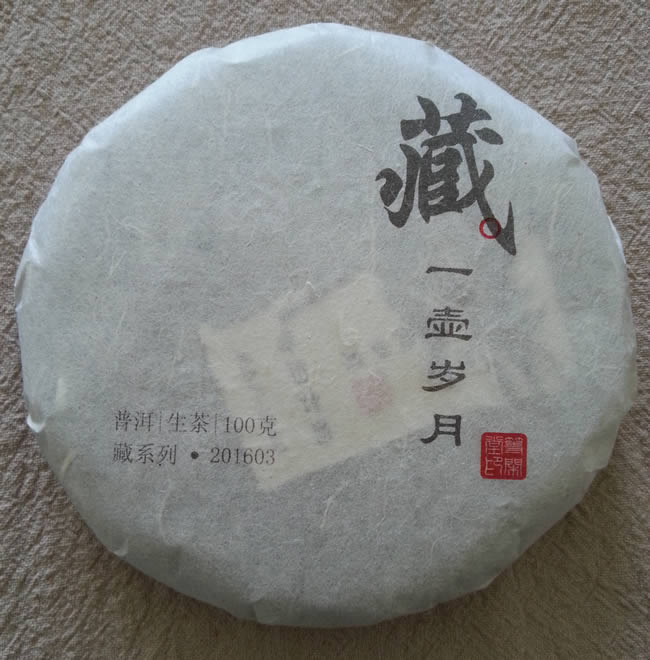 藏
一壶岁月
普洱|生茶|100克
藏系列 • 201603